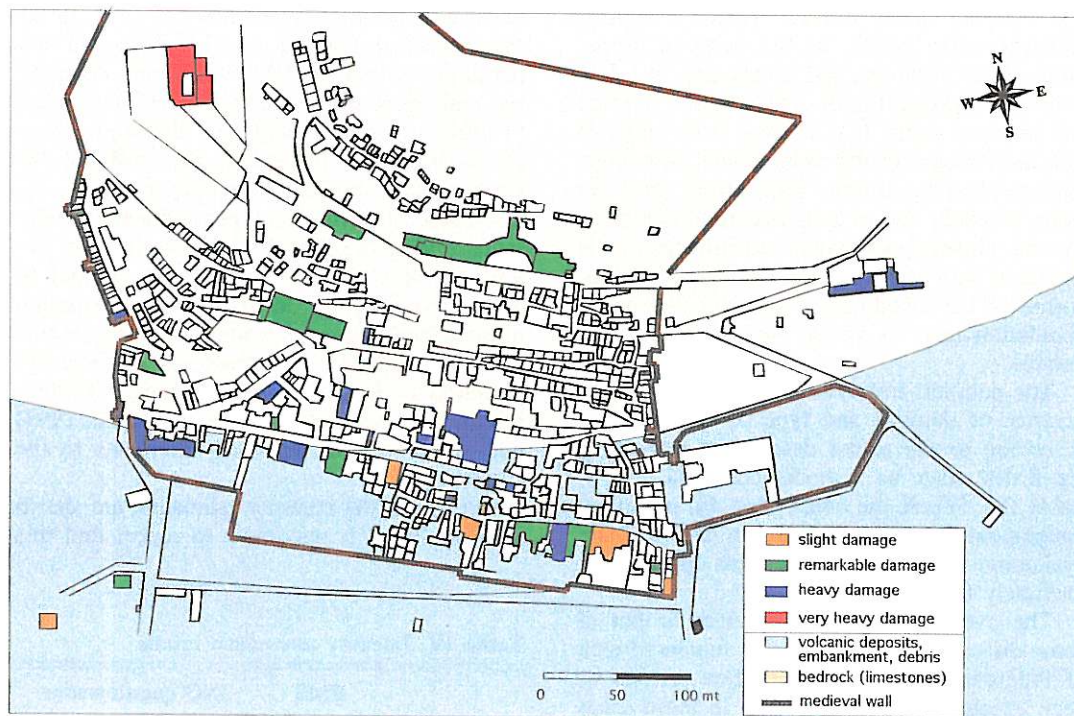 N
W E
S
slight damage
remarkable damage
heavy damage
very heavy damage
volcanic deposits,
embankment, debris
bedrock (limestones)
medieval wall
0 50 100 mt